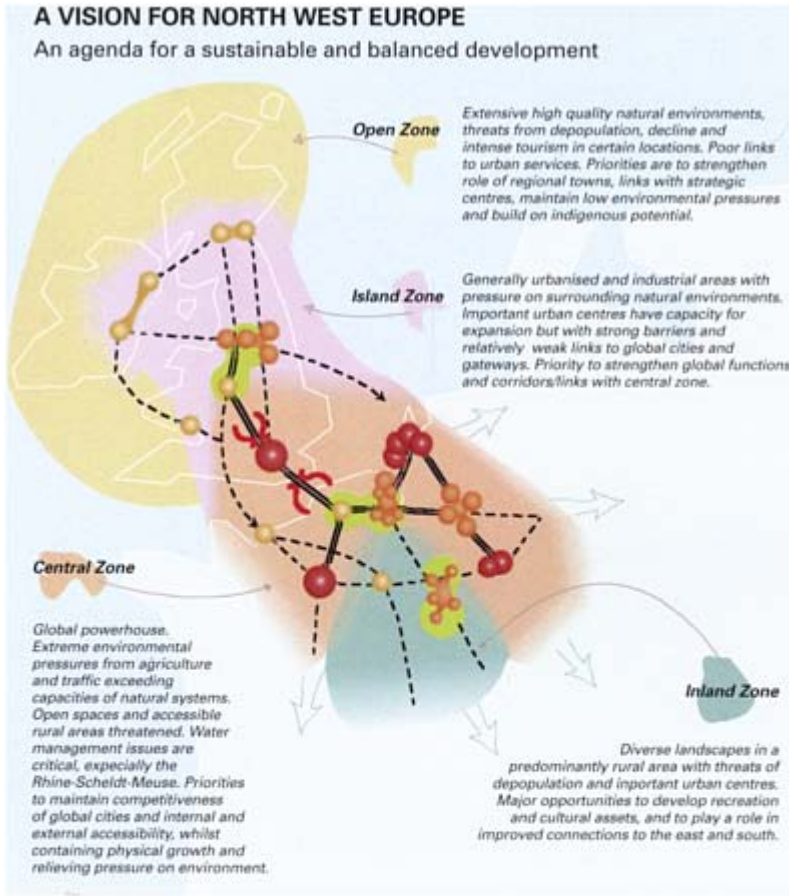 A VISION FOR NORTH WEST EUROPE
An agenda for a sustainable and balanced development
Open Zone
Extensive high quality natural environments,
threats from depopulation, decline and
intense tourism in certain locations. Poor links
to urban services. Priorities are to strengthen
role of regional towns, links with strategic
centres, maintain low environmental pressures
and build on indigenous potential.
Island Zone
Generally urbanised and industrial areas with
pressure on surrounding natural environments.
Important urban centres have capacity for
expansion but with strong barriers and
relatively weak links to global cities and
gateways. Priority to strengthen global functions
and corridors/links with central zone.
Central Zone
Global powerhouse.
Extreme environmental
pressures from agriculture
and traffic exceeding
capacities of natural systems.
Open spaces and accessible
rural areas threatened. Water
management issues are
critical, expecially the
Rhine-Scheldt-Meuse. Priorities
to maintain competitiveness
of global cities and internal and
external accessibility, whilst
containing physical growth and
relieving pressure on environment.
Inland Zone
Diverse landscapes in a
predominantly rural area with threats of
depopulation and inportant urban centres.
Major opportunities to develop recreation
and cultural assets, and to play a role in
improved connections to the east and south.